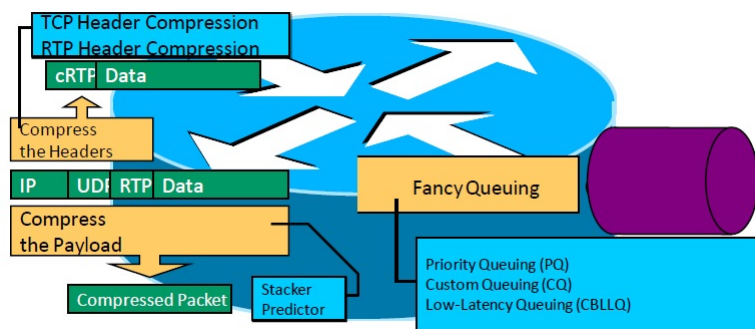 TCP Header Compression
RTP Header Compression
cRTP Data
Compress
the Headers
IP UDP RTP Data
Fancy Queuing
Compress
the Payload
Compressed Packet
Stacker
Predictor
Priority Queuing (PQ)
Custom Queuing (CQ)
Low-Latency Queuing (CBLLQ)